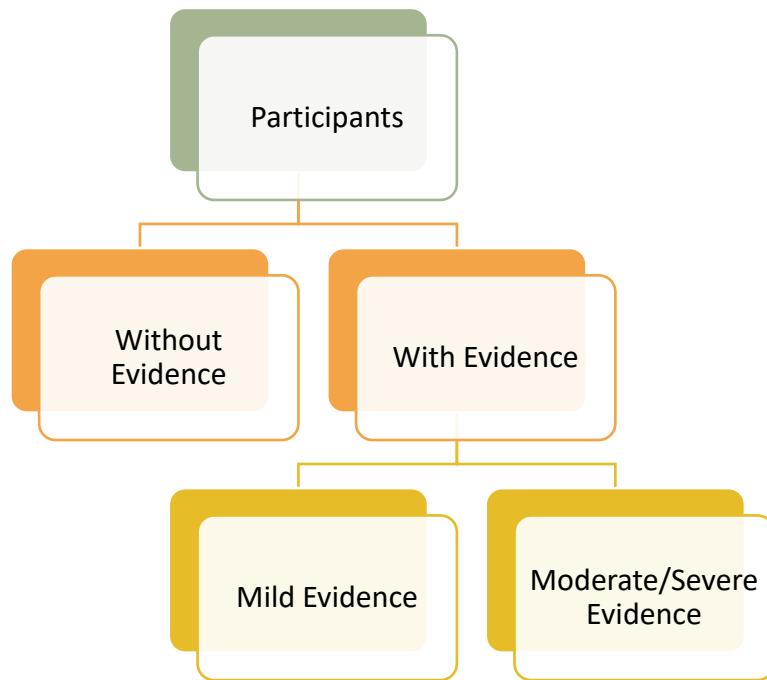 Participants
Without
Evidence
With Evidence
Mild Evidence
Moderate/Severe
Evidence